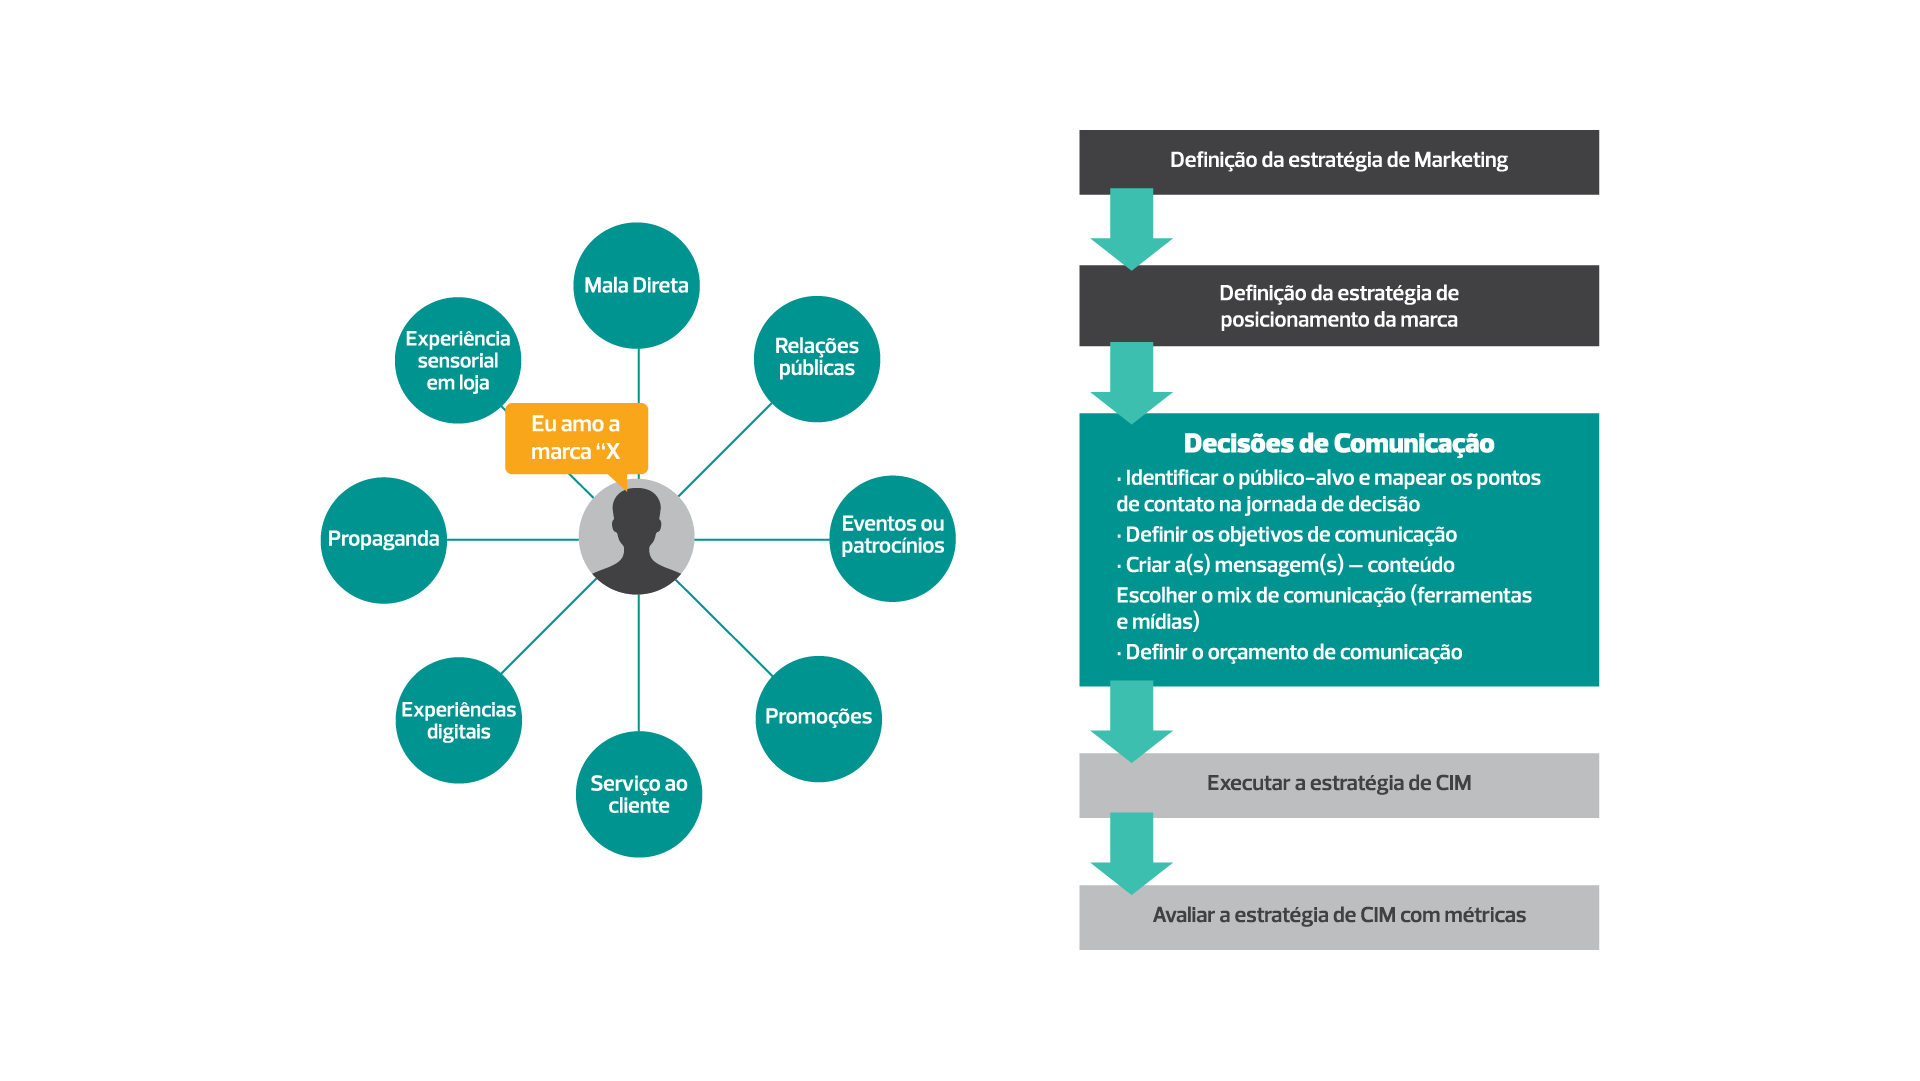 Mala Direta
Relações
públicas
Experiência
sensorial
em loja
Eu amo a
marca “X
Propaganda
Eventos ou
patrocínios
Experiências
digitais
Promoções
Serviço ao
cliente
Definição da estratégia de Marketing
Definição da estratégia de
posicionamento da marca
Decisões de Comunicação
· Identificar o público-alvo e mapear os pontos
de contato na jornada de decisão
· Definir os objetivos de comunicação
· Criar a(s) mensagem(s) – conteúdo
Escolher o mix de comunicação (ferramentas
e mídias)
· Definir o orçamento de comunicação
Executar a estratégia de CIM
Avaliar a estratégia de CIM com métricas